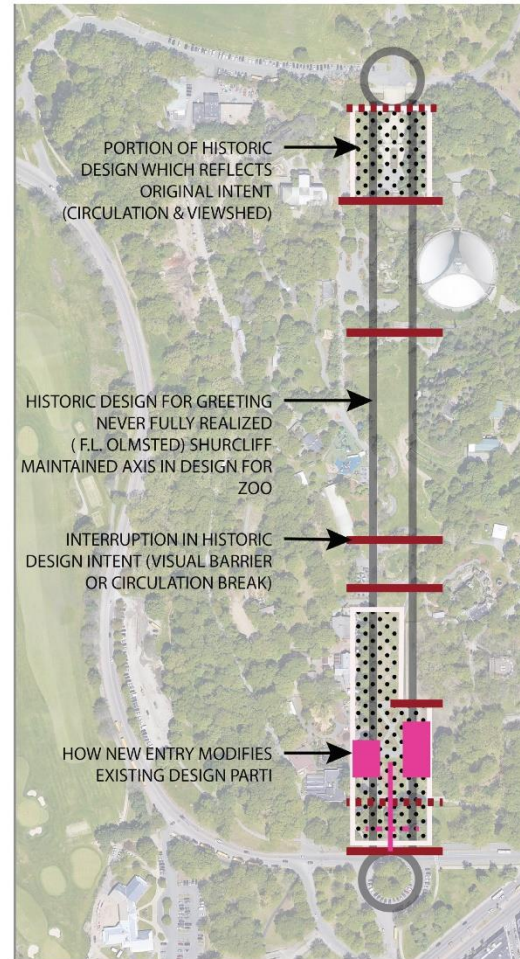 PORTION OF HISTORIC
DESIGN WHICH REFLECTS
ORIGINAL INTENT
(CIRCULATION & VIEWSHED)
HISTORIC DESIGN FOR GREETING
NEVER FULLY REALIZED
( F.L. OLMSTED) SHURCLIFF
MAINTAINED AXIS IN DESIGN FOR
ZOO
INTERRUPTION IN HISTORIC
DESIGN INTENT (VISUAL BARRIER
OR CIRCULATION BREAK)
HOW NEW ENTRY MODIFIES
EXISTING DESIGN PARTI